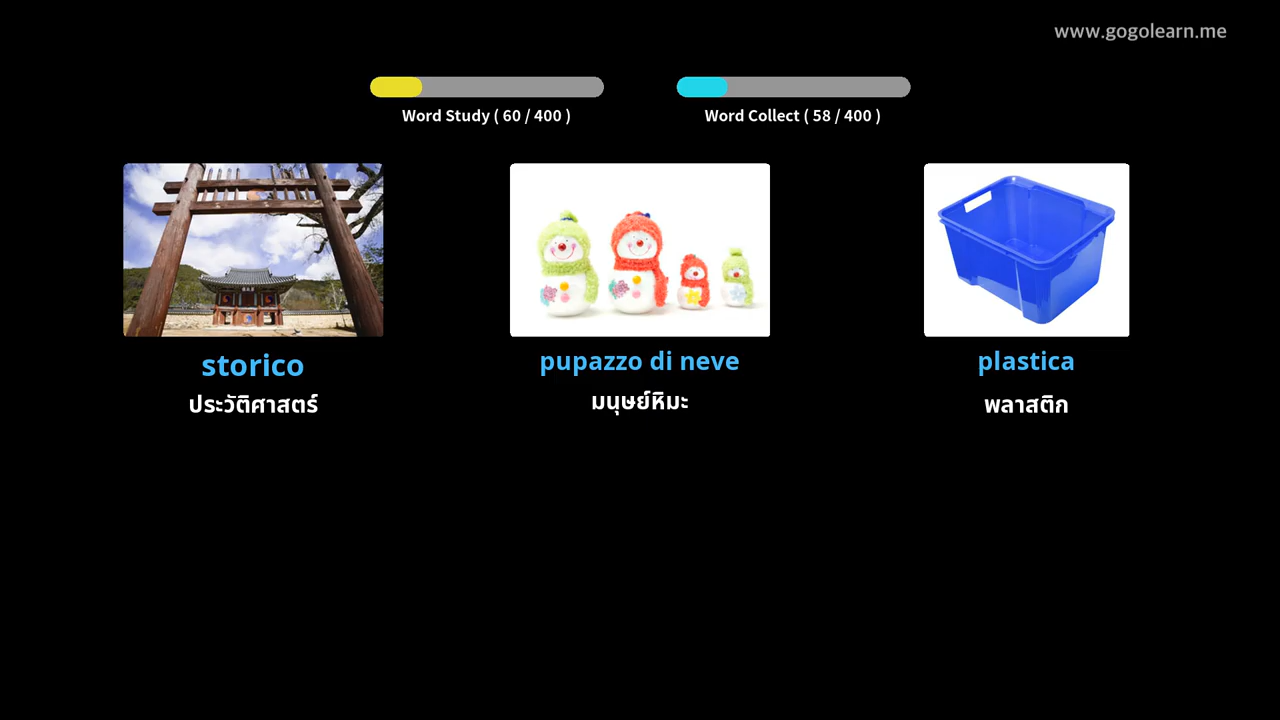 www.gogolearn.me
Word Study ( 60 / 400 )
Word Collect ( 58 / 400 )
storico
pupazzo di neve
plastica
ประวัติศาสตร์
มนุษย์หิมะ
พลาสติก